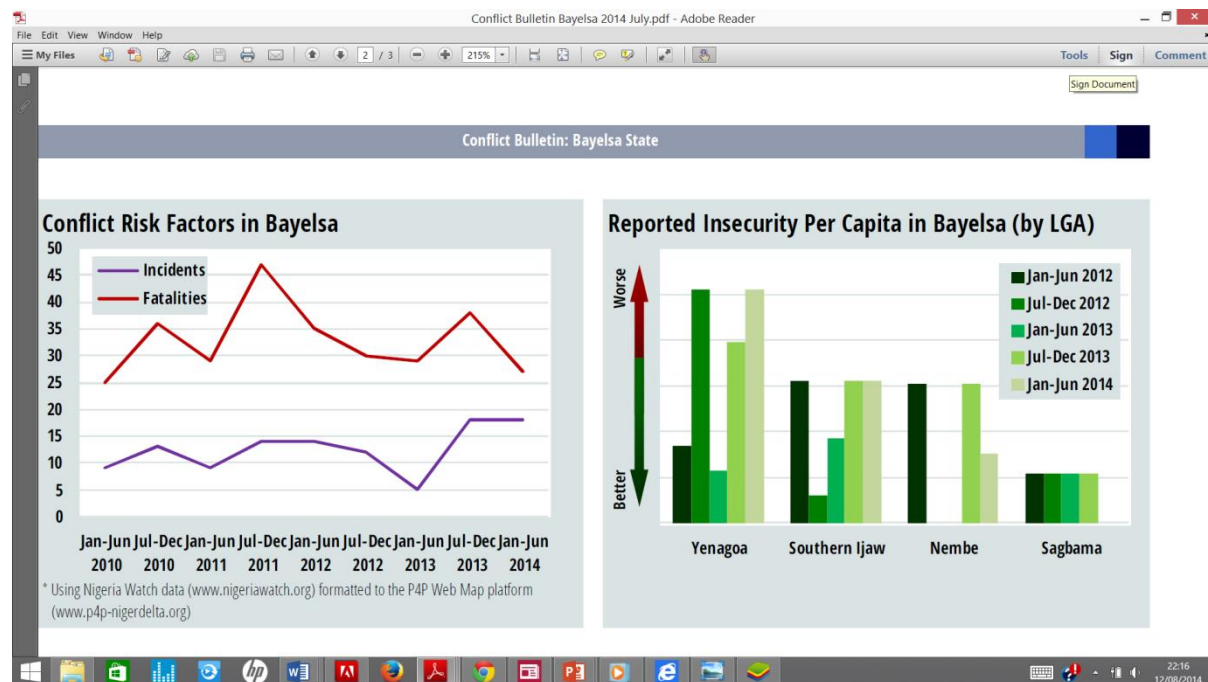 Conflict Bulletin Bayelsa 2014 July.pdf - Adobe Reader
File Edit View Window Help
My Files 2 / 3 215% Tools Sign Comment
Sign Document
Conflict Bulletin: Bayelsa State
Conflict Risk Factors in Bayelsa
50
45
40
35
30
25
20
15
10
5
0
Incidents
Fatalities
Jan-Jun Jul-Dec Jan-Jun Jul-Dec Jan-Jun Jul-Dec Jan-Jun Jul-Dec Jan-Jun
2010 2010 2011 2011 2012 2012 2013 2013 2014
* Using Nigeria Watch data (www.nigeriawatch.org) formatted to the P4P Web Map platform
(www.p4p-nigerdelta.org)
Reported Insecurity Per Capita in Bayelsa (by LGA)
Worse
Better
Jan-Jun 2012
Jul-Dec 2012
Jan-Jun 2013
Jul-Dec 2013
Jan-Jun 2014
Yenagoa Southern Ijaw Nembe Sagbama
hp
22:16
12/08/2014